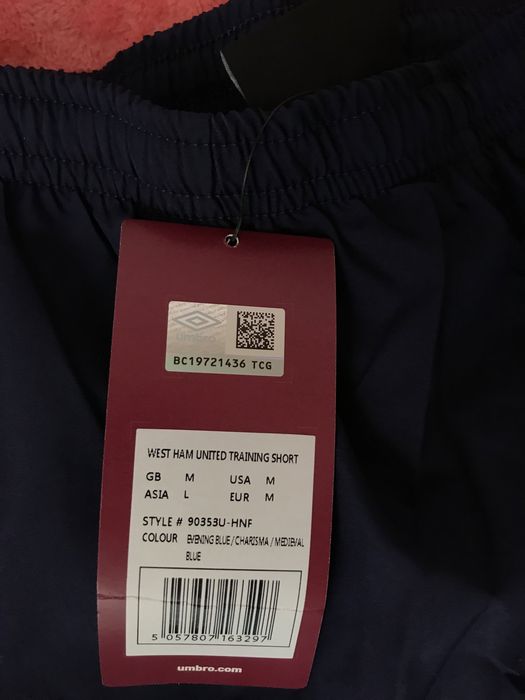 umbro
BC19721436 TCG
WEST HAM UNITED TRAINING SHORT
GB M USA M
ASIA L EUR M
STYLE # 90353U-HNF
COLOUR EVENING BLUE / CHARISMA / MEDIEVAL
BLUE
5 057807 163297
umbro.com